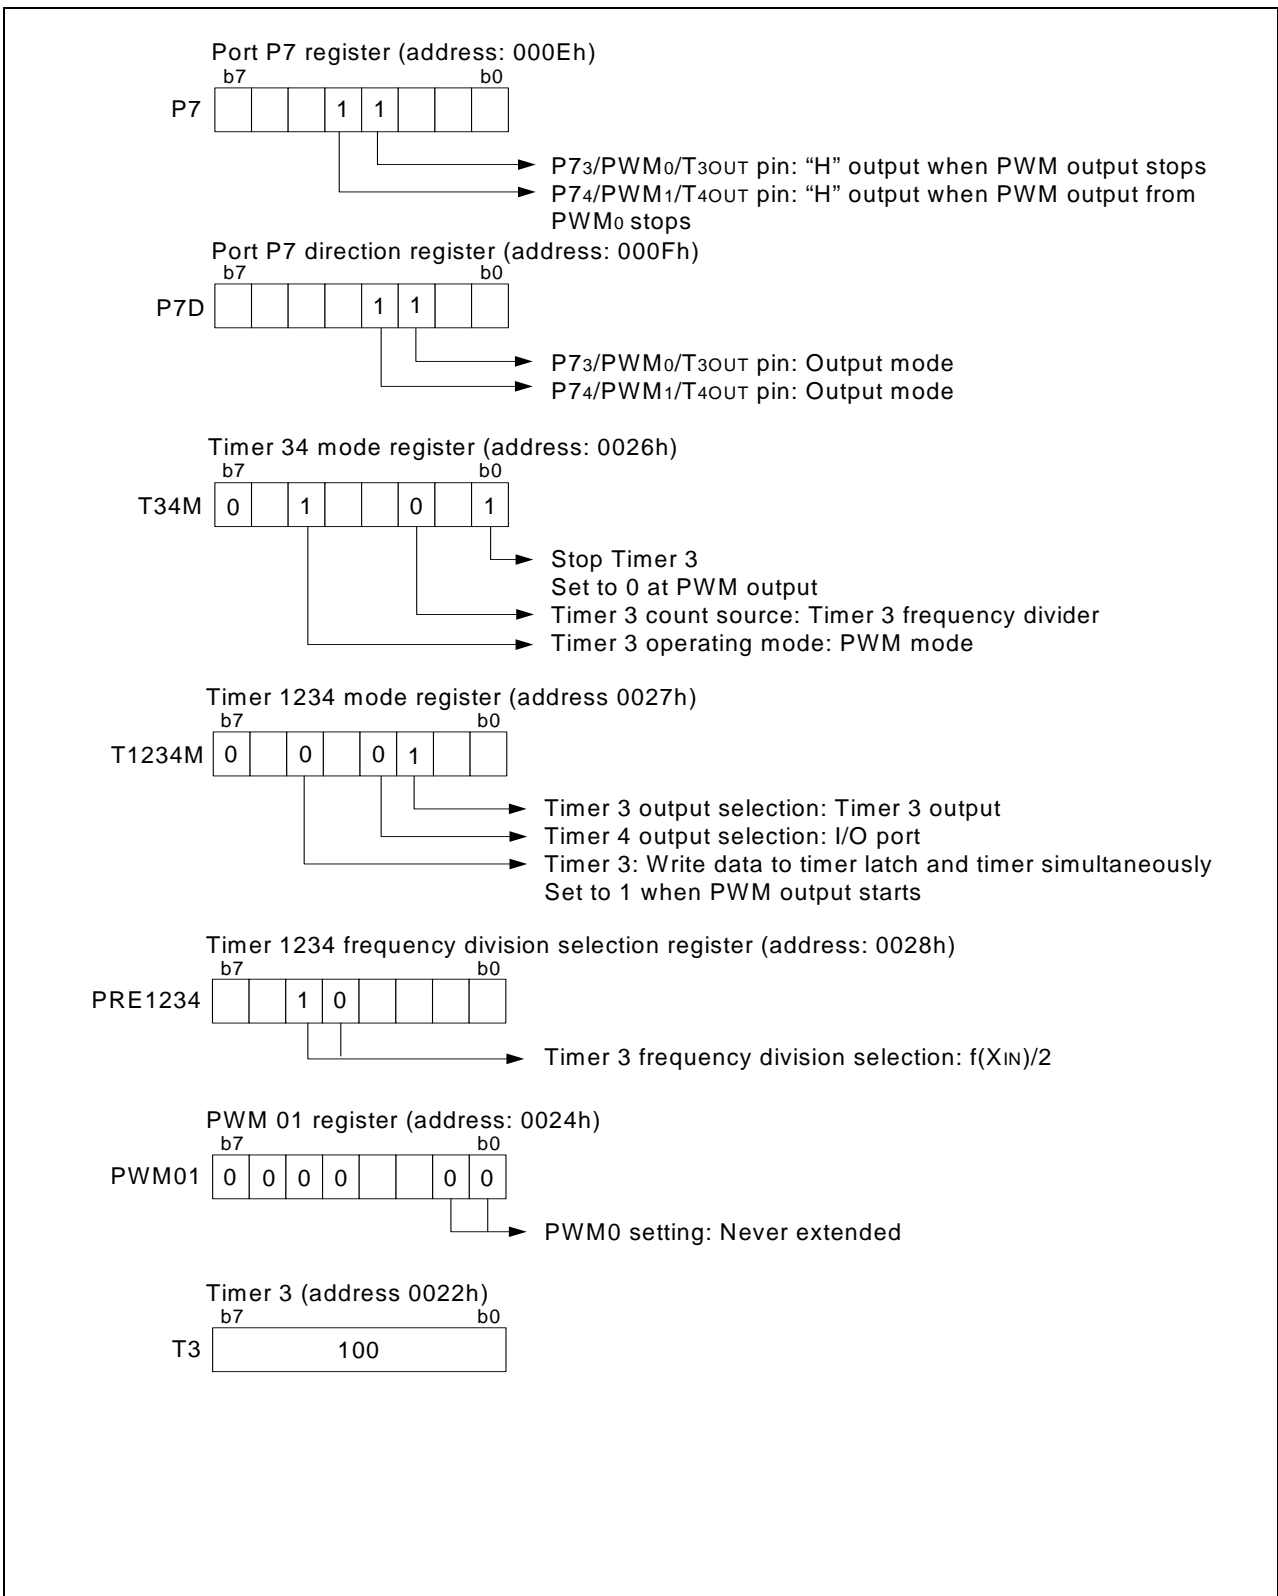 Port P7 register (address: 000Eh)
b7 b0
P7 1 1
P73/PWM0/T3OUT pin: “H” output when PWM output stops
P74/PWM1/T4OUT pin: “H” output when PWM output from
PWM0 stops
Port P7 direction register (address: 000Fh)
b7 b0
P7D 1 1
P73/PWM0/T3OUT pin: Output mode
P74/PWM1/T4OUT pin: Output mode
Timer 34 mode register (address: 0026h)
b7 b0
T34M 0 1 0 1
Stop Timer 3
Set to 0 at PWM output
Timer 3 count source: Timer 3 frequency divider
Timer 3 operating mode: PWM mode
Timer 1234 mode register (address 0027h)
b7 b0
T1234M 0 0 0 1
Timer 3 output selection: Timer 3 output
Timer 4 output selection: I/O port
Timer 3: Write data to timer latch and timer simultaneously
Set to 1 when PWM output starts
Timer 1234 frequency division selection register (address: 0028h)
b7 b0
PRE1234 1 0
Timer 3 frequency division selection: f(XIN)/2
PWM 01 register (address: 0024h)
b7 b0
PWM01 0 0 0 0 0 0
PWM0 setting: Never extended
Timer 3 (address 0022h)
b7 b0
T3 100